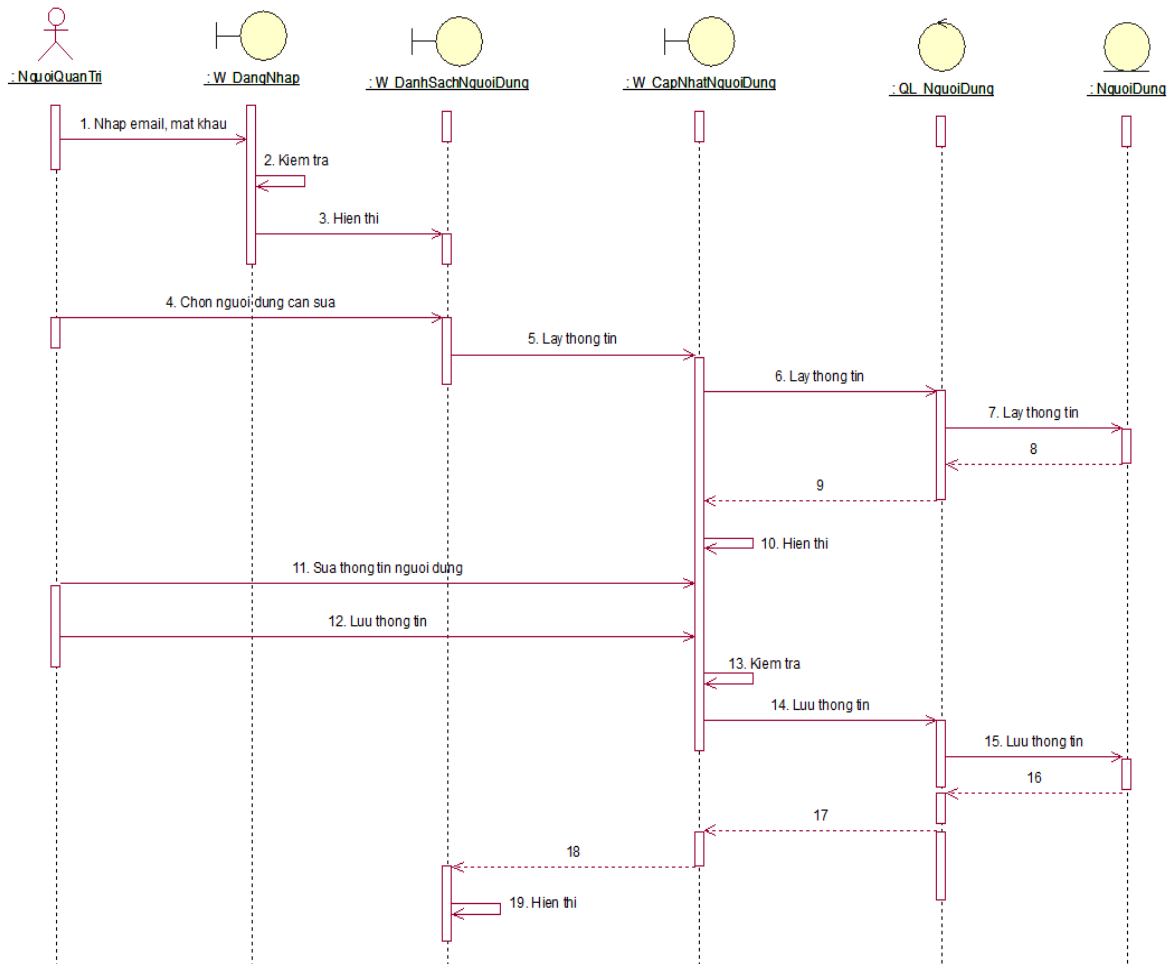 : NguoiQuanTri
: W_DangNhap
: W_DanhSachNguoiDung
: W_CapNhatNguoiDung
: QL_NguoiDung
: NguoiDung
1. Nhap email, mat khau
2. Kiem tra
3. Hien thi
4. Chon nguoi dung can sua
5. Lay thong tin
6. Lay thong tin
7. Lay thong tin
8
9
10. Hien thi
11. Sua thong tin nguoi dung
12. Luu thong tin
13. Kiem tra
14. Luu thong tin
15. Luu thong tin
16
17
18
19. Hien thi